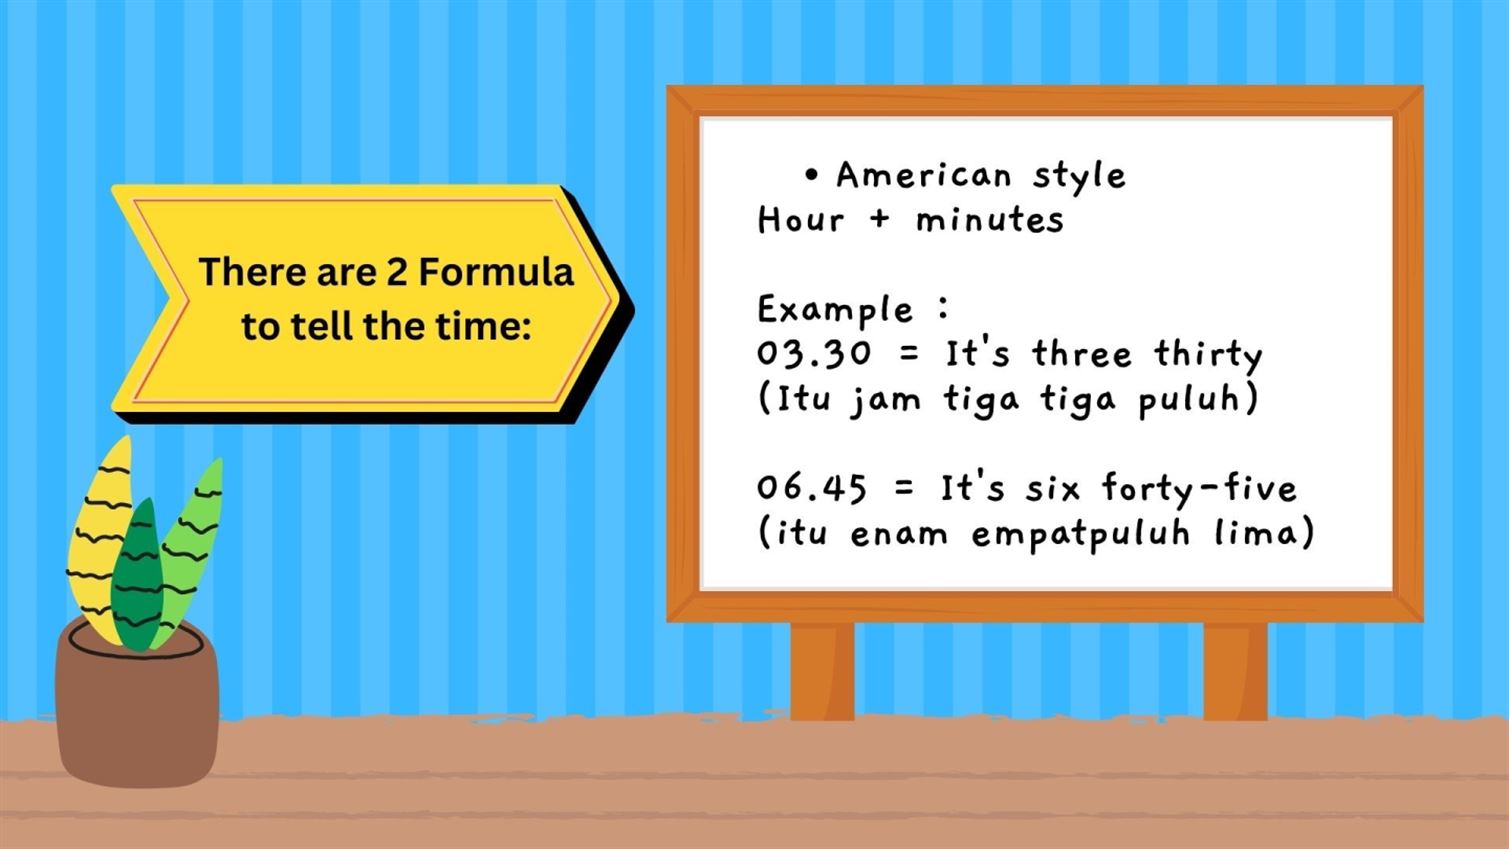 There are 2 Formula
to tell the time:
• American style
Hour + minutes
Example :
03.30 = It's three thirty
(Itu jam tiga tiga puluh)
06.45 = It's six forty-five
(itu enam empatpuluh lima)